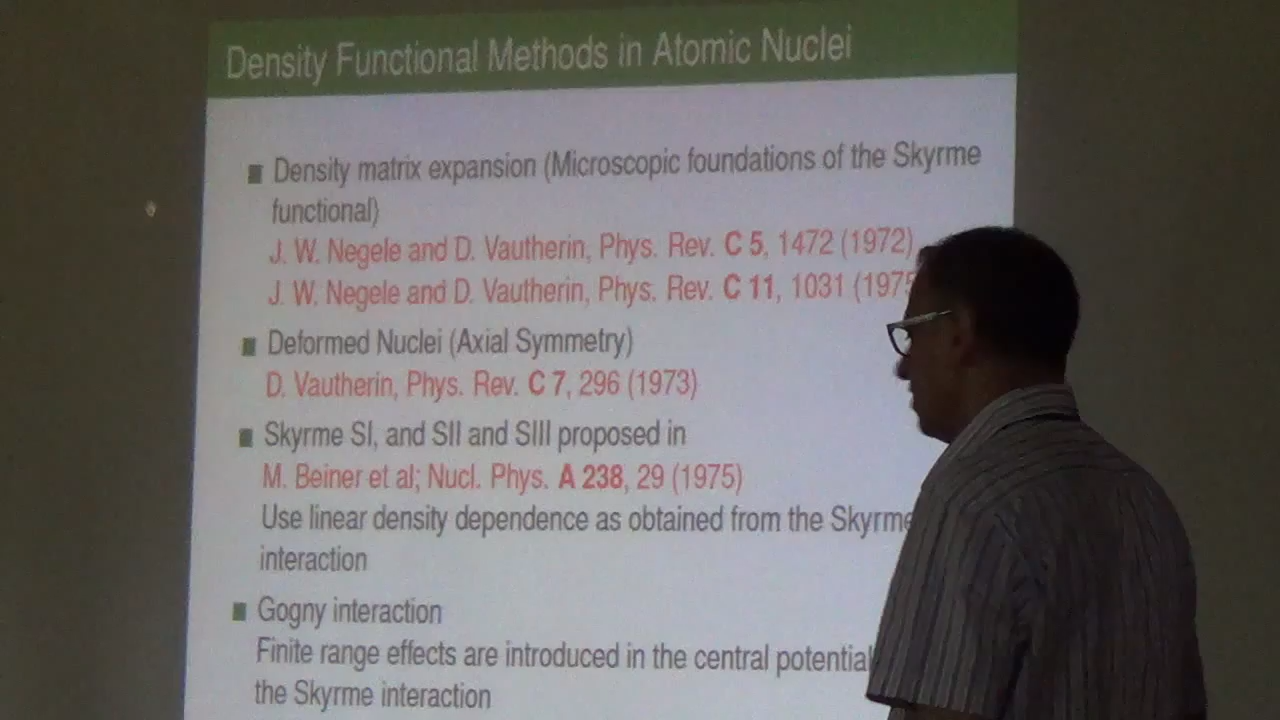 Density Functional Methods in Atomic Nuclei
Density matrix expansion (Microscopic foundations of the Skyrme
functional)
J. W. Negele and D. Vautherin, Phys. Rev. C 5, 1472 (1972)
J. W. Negele and D. Vautherin, Phys. Rev. C 11, 1031 (1975
Deformed Nuclei (Axial Symmetry)
D. Vautherin, Phys. Rev. C 7, 296 (1973)
Skyrme SI, and SII and SIII proposed in
M. Beiner et al; Nucl. Phys. A 238, 29 (1975)
Use linear density dependence as obtained from the Skyrme
interaction
Gogny interaction
Finite range effects are introduced in the central potential
the Skyrme interaction